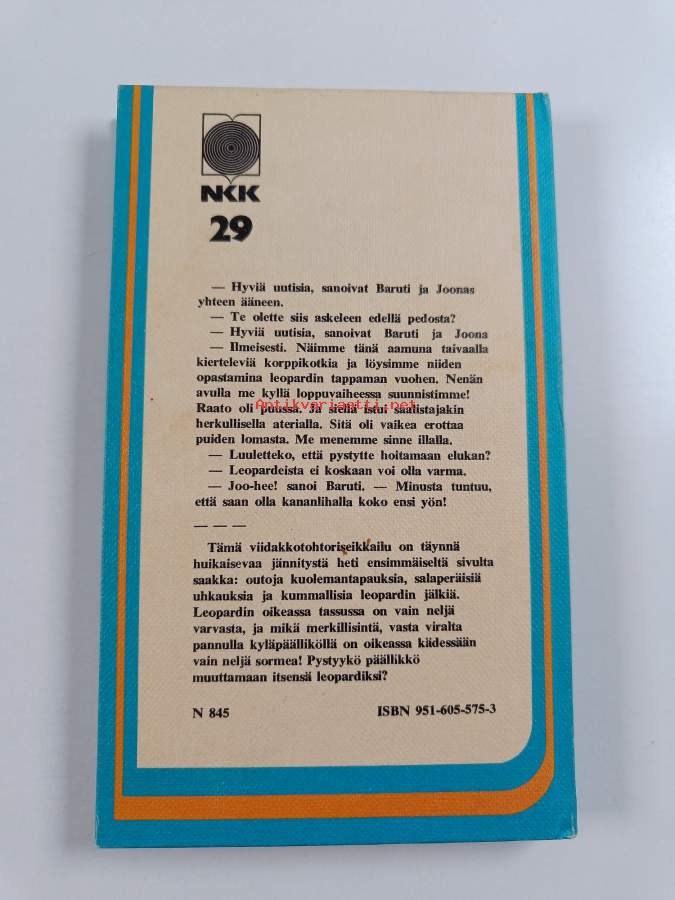 NKK
29
— Hyviä uutisia, sanoivat Baruti ja Joonas
yhteen ääneen.
— Te olette siis askeleen edellä pedosta?
— Hyviä uutisia, sanoivat Baruti ja Joona
— Ilmeisesti. Näimme tänä aamuna taivaalla
kierteleviä korppikotkia ja löysimme niiden
opastamina leopardin tappaman vuohen. Nenän
avulla me kyllä loppuvaiheessa suunnistimme!
Raato oli puussa. Ja siellä istui saalistajakin
Antikvariaatti.net
herkullisella aterialla. Sitä oli vaikea erottaa
puiden lomasta. Me menemme sinne illalla.
— Luuletteko, että pystytte hoitamaan elukan?
— Leopardeista ei koskaan voi olla varma.
— Joo-hee! sanoi Baruti. — Minusta tuntuu,
että saan olla kananlihalla koko ensi yön!
— — —
Tämä viidakkotohtoriseikkailu on täynnä
huikaisevaa jännitystä heti ensimmäiseltä sivulta
saakka: outoja kuolemantapauksia, salaperäisiä
uhkauksia ja kummallisia leopardin jälkiä.
Leopardin oikeassa tassussa on vain neljä
varvasta, ja mikä merkillisintä, vasta viralta
pannulla kyläpäälliköllä on oikeassa kädessään
vain neljä sormea! Pystyykö päällikkö
muuttamaan itsensä leopardiksi?
N 845
ISBN 951-605-575-3